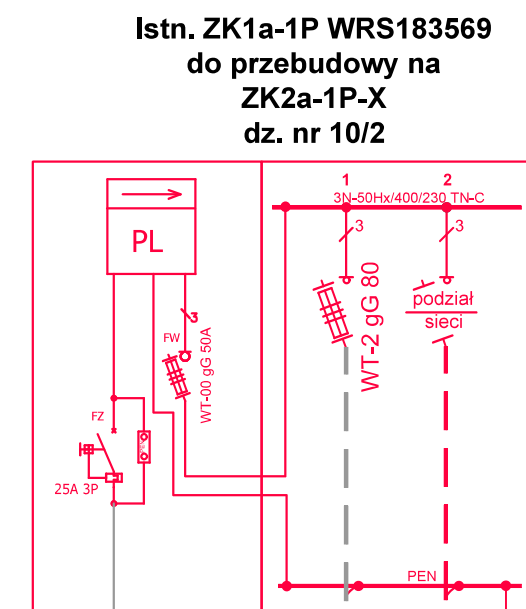 Istn. ZK1a-1P WRS183569
do przebudowy na
ZK2a-1P-X
dz. nr 10/2
1
2
3N-50Hx/400/230 TN-C
PL
3
3
3
FW
WT-00 gG 50A
WT-2 gG 80
podział
sieci
FZ
25A 3P
PEN